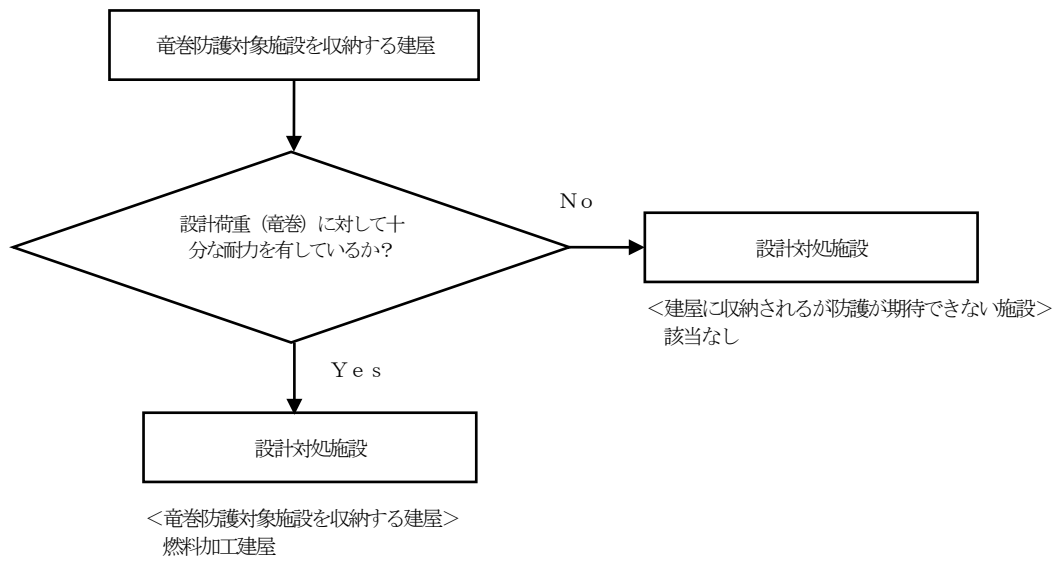 竜巻防護対象施設を収納する建屋
設計荷重（竜巻）に対して十
分な耐力を有しているか？
Ｎｏ
設計対処施設
＜建屋に収納されるが防護が期待できない施設＞
該当なし
Ｙｅｓ
設計対処施設
＜竜巻防護対象施設を収納する建屋＞
燃料加工建屋